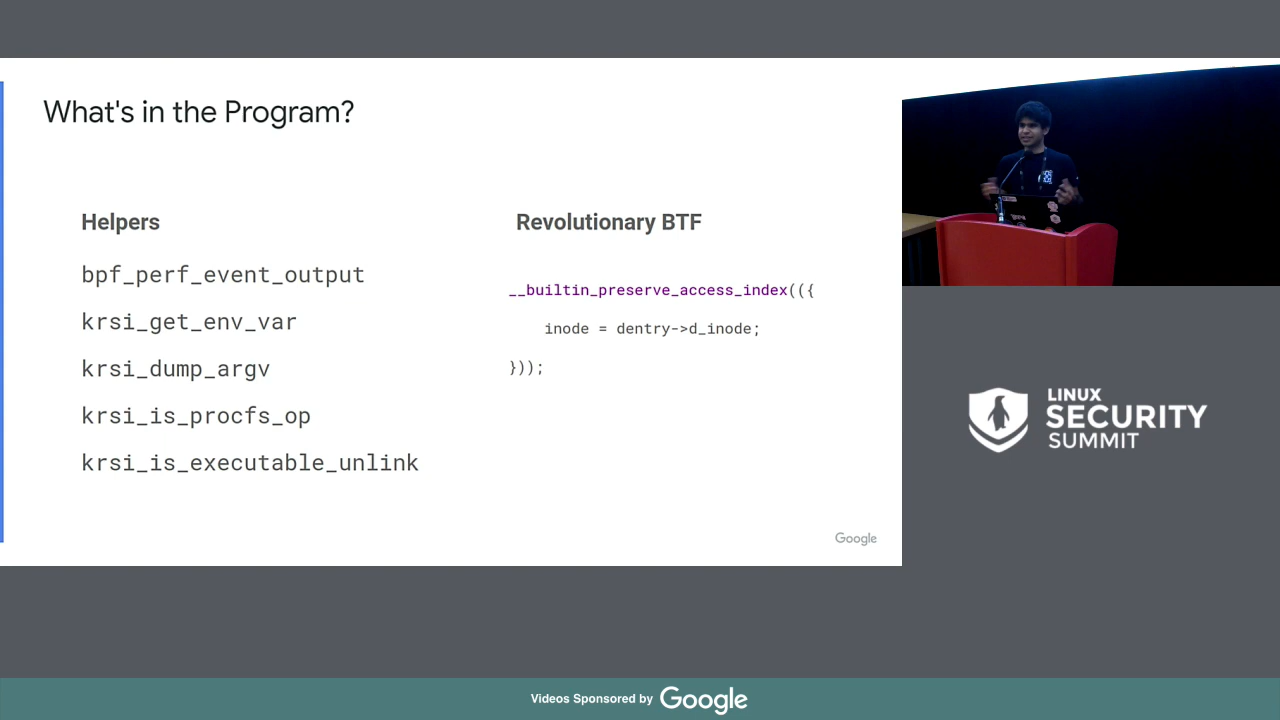 What's in the Program?
Helpers
bpf_perf_event_output
krsi_get_env_var
krsi_dump_argv
krsi_is_procfs_op
krsi_is_executable_unlink
Revolutionary BTF
__builtin_preserve_access_index(({
inode = dentry->d_inode;
}));
Google
LINUX
SECURITY
SUMMIT
Videos Sponsored by Google